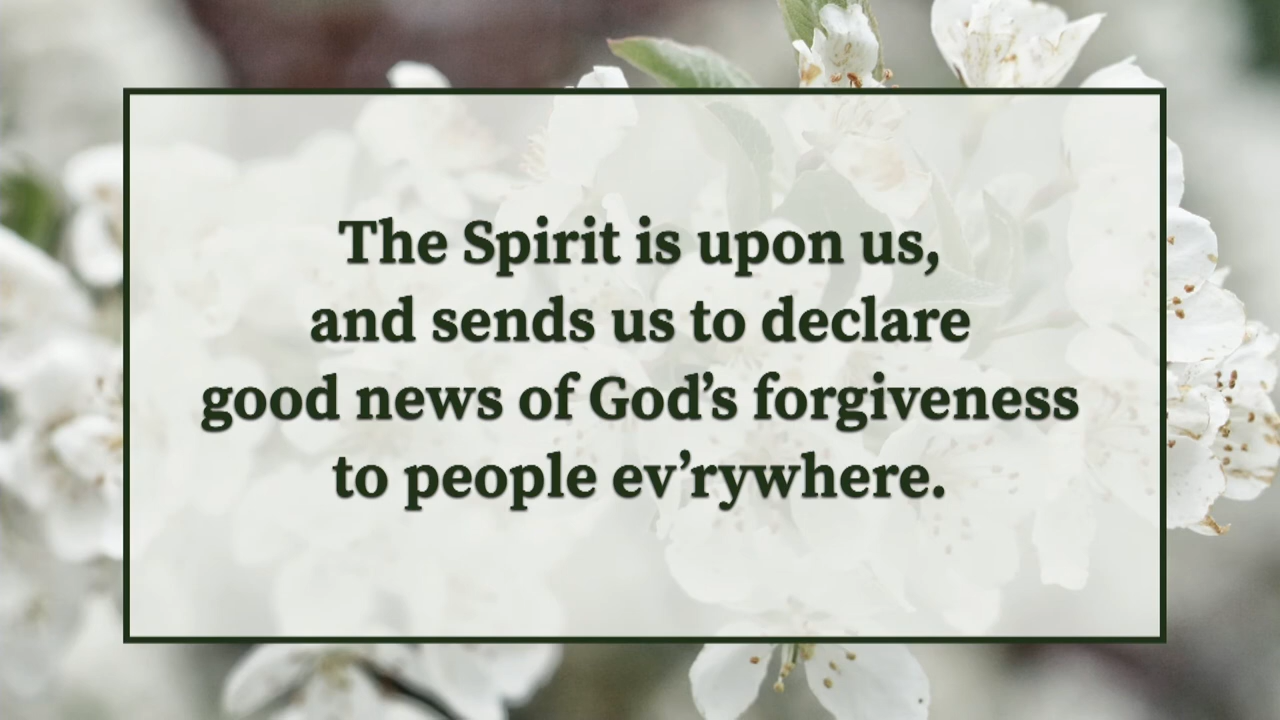 The Spirit is upon us,
and sends us to declare
good news of God’s forgiveness
to people ev’rywhere.